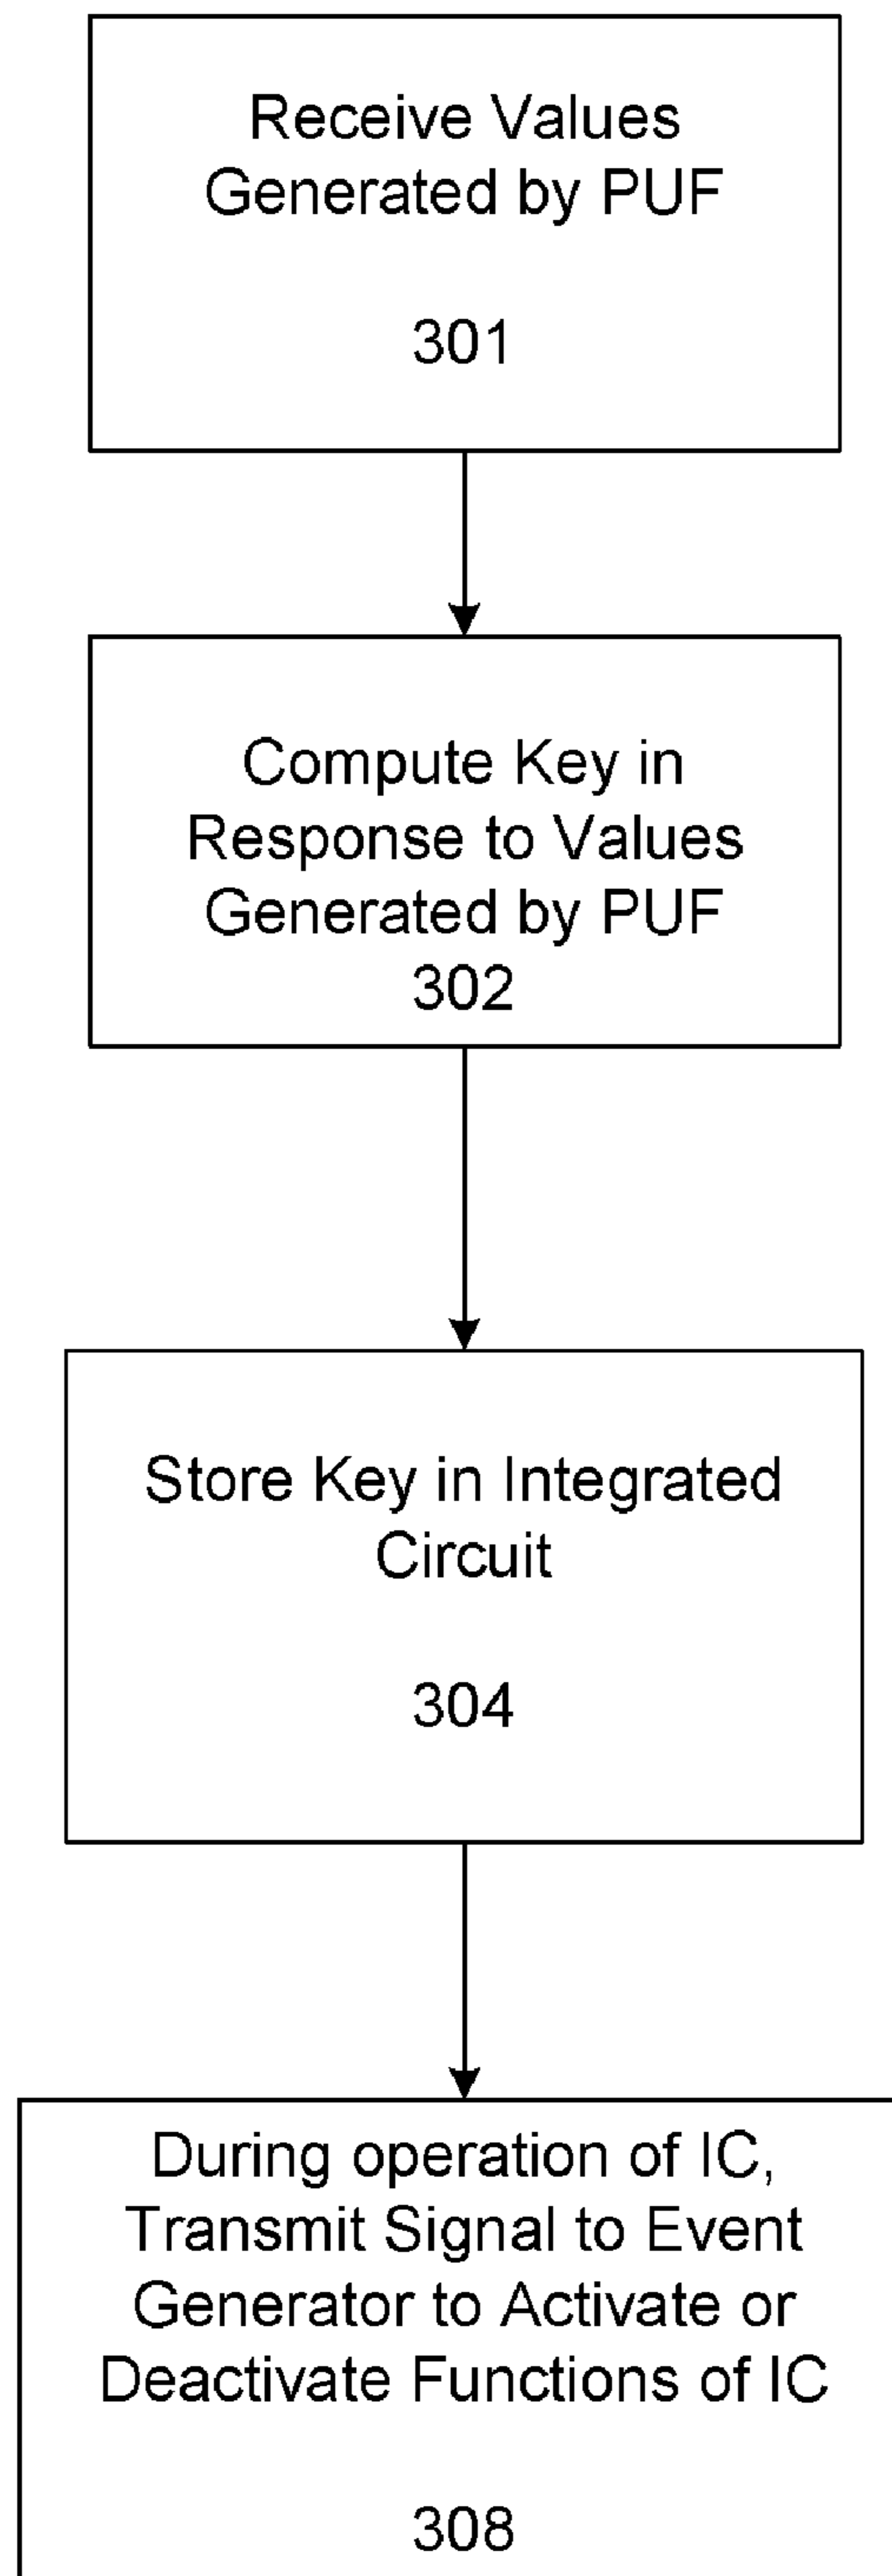 Receive Values
Generated by PUF
301
Compute Key in
Response to Values
Generated by PUF
302
Store Key in Integrated
Circuit
304
During operation of IC,
Transmit Signal to Event
Generator to Activate or
Deactivate Functions of IC
308